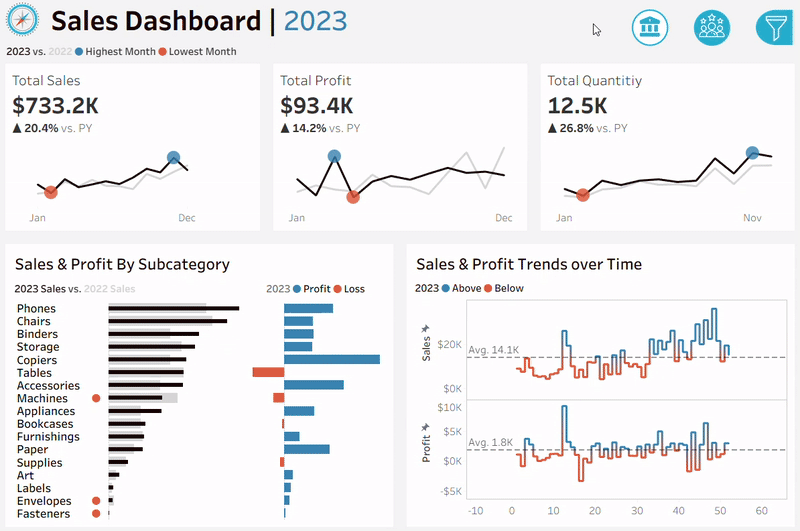 Sales Dashboard | 2023
2023 vs. 2022 Highest Month Lowest Month
Total Sales
$733.2K
▲ 20.4% vs. PY
Jan Dec
Total Profit
$93.4K
▲ 14.2% vs. PY
Jan Dec
Total Quantitiy
12.5K
▲ 26.8% vs. PY
Jan Nov
Sales & Profit By Subcategory
2023 Sales vs. 2022 Sales 2023 Profit Loss
Phones
Chairs
Binders
Storage
Copiers
Tables
Accessories
Machines
Appliances
Bookcases
Furnishings
Paper
Supplies
Art
Labels
Envelopes
Fasteners
Sales & Profit Trends over Time
2023 Above Below
Sales
$20K
Avg. 14.1K
$0K
Profit
$10K
$5K
Avg. 1.8K
$0K
-$5K
-10 0 10 20 30 40 50 60